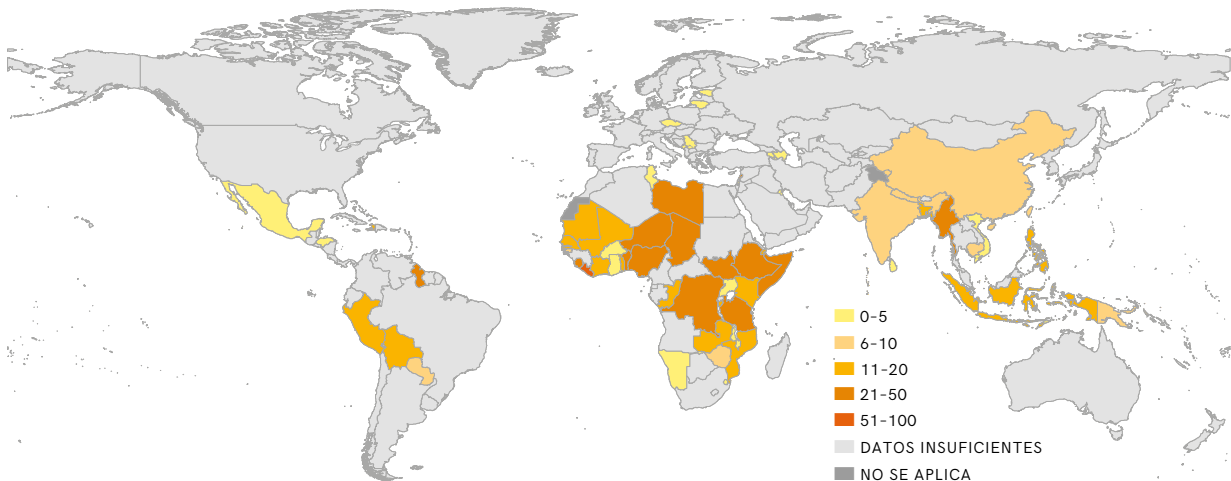 0–5
6–10
11–20
21–50
51–100
DATOS INSUFICIENTES
NO SE APLICA